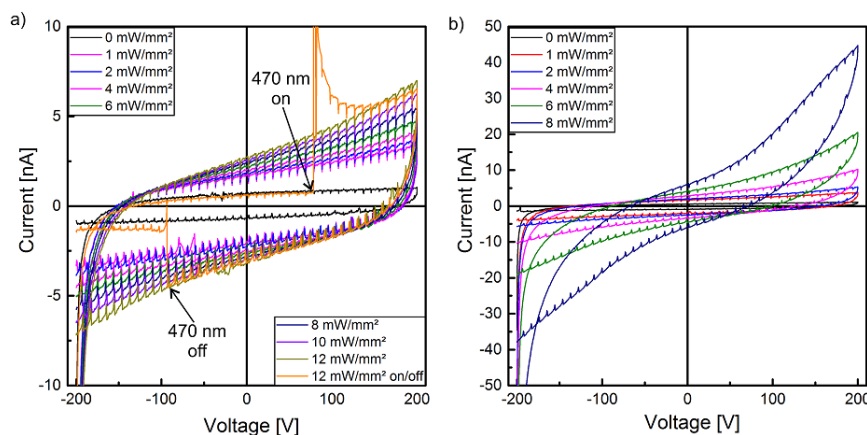 a)
10
5
0
-5
-10
Current [nA]
0 mW/mm²
1 mW/mm²
2 mW/mm²
4 mW/mm²
6 mW/mm²
470 nm
on
470 nm
off
8 mW/mm²
10 mW/mm²
12 mW/mm²
12 mW/mm² on/off
-200 -100 0 100 200
Voltage [V]
b)
50
40
30
20
10
0
-10
-20
-30
-40
-50
Current [nA]
0 mW/mm²
1 mW/mm²
2 mW/mm²
4 mW/mm²
6 mW/mm²
8 mW/mm²
-200 -100 0 100 200
Voltage [V]